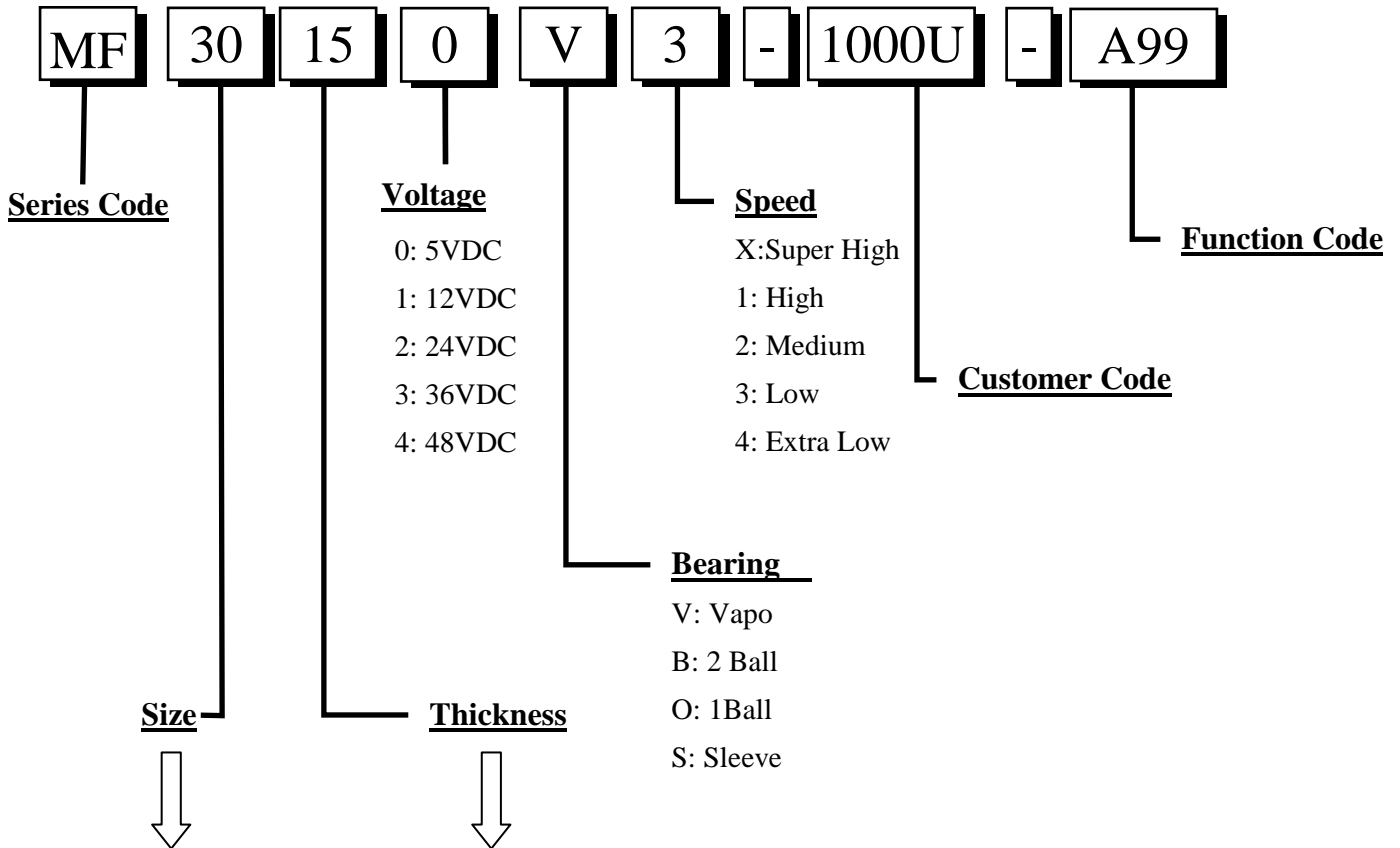 MF 30 15 0 V 3 - 1000U - A99
Series Code
Voltage
0: 5VDC
1: 12VDC
2: 24VDC
3: 36VDC
4: 48VDC
Speed
X:Super High
1: High
2: Medium
3: Low
4: Extra Low
Function Code
Customer Code
Bearing
V: Vapo
B: 2 Ball
O: 1Ball
S: Sleeve
Size
Thickness